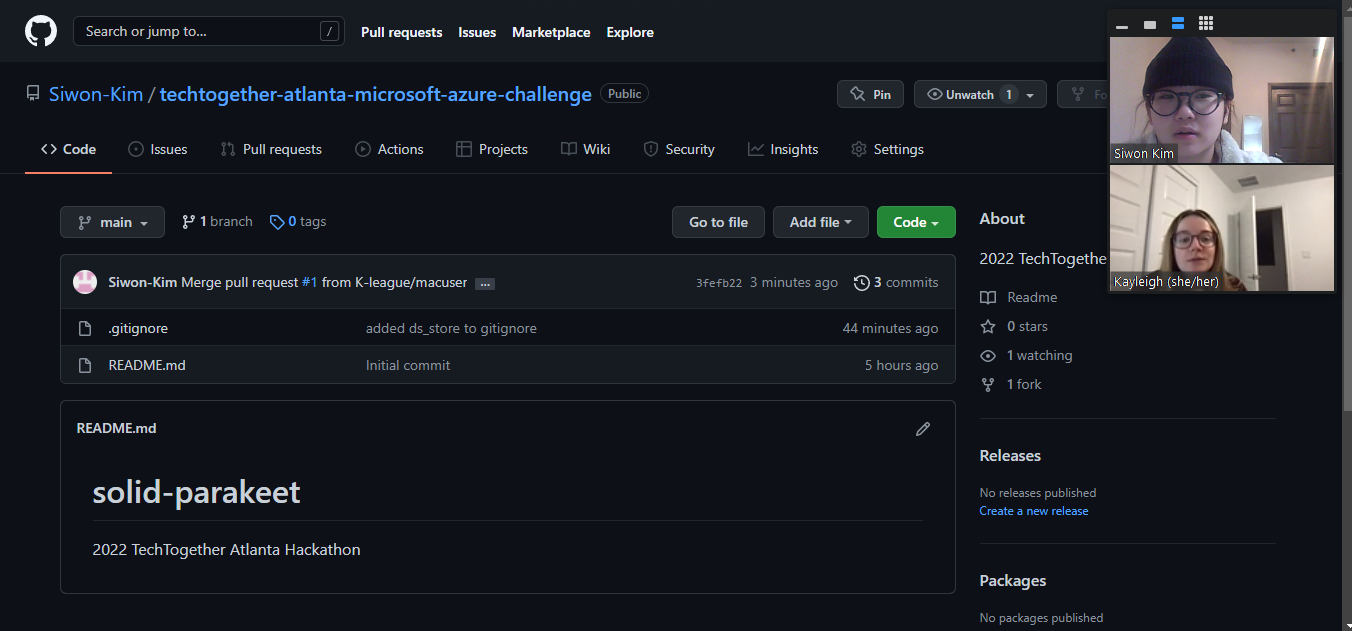 Search or jump to...
/
Pull requests
Issues
Marketplace
Explore
Siwon-Kim / techtogether-atlanta-microsoft-azure-challenge
Public
Pin
Unwatch 1
Fo
Code
Issues
Pull requests
Actions
Projects
Wiki
Security
Insights
Settings
main
1 branch
0 tags
Go to file
Add file
Code
Siwon-Kim Merge pull request #1 from K-league/macuser ...
3fefb22 3 minutes ago
3 commits
.gitignore
added ds_store to gitignore
44 minutes ago
README.md
Initial commit
5 hours ago
README.md
solid-parakeet
2022 TechTogether Atlanta Hackathon
About
2022 TechTogethe
Readme
0 stars
1 watching
1 fork
Releases
No releases published
Create a new release
Packages
No packages published
Siwon Kim
Kayleigh (she/her)